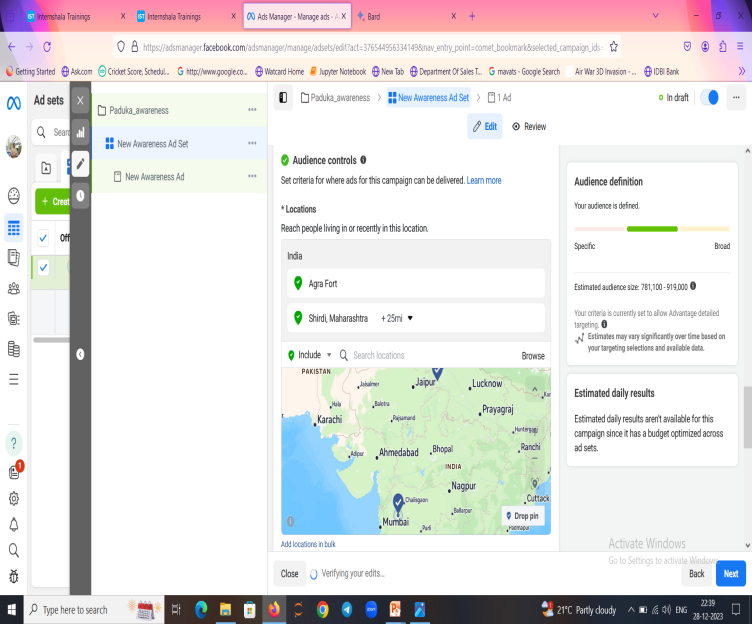 Internshala Trainings
Internshala Trainings
Ads Manager - Manage ads -
Bard
https://adsmanager.facebook.com/adsmanager/manage/adsets/edit?act=376544956334149&nav_entry_point=comet_bookmark&selected_campaign_ids=
Getting Started
Ask.com
Cricket Score, Schedul...
http://www.google.co...
Watcard Home
Jupyter Notebook
New Tab
Department Of Sales T...
mavats - Google Search
Air War 3D Invasion - ...
IDBI Bank
Ad sets
Paduka_awareness
New Awareness Ad Set
New Awareness Ad
Paduka_awareness
New Awareness Ad Set
1 Ad
In draft
Edit
Review
Sear
+ Creat
Off
Audience controls
Set criteria for where ads for this campaign can be delivered. Learn more
* Locations
Reach people living in or recently in this location.
India
Agra Fort
Shirdi, Maharashtra +25mi
Include
Search locations
Browse
PAKISTAN
Jaisalmer
Jaipur
Lucknow
Hala
Balotra
Rajsamand
Prayagraj
Karachi
Adipur
Ahmedabad
Bhopal
Ranchi
INDIA
Nagpur
Chalisgaon
Cuttack
Mumbai
Ballarpur
Parli
Drop pin
Add locations in bulk
Close
Verifying your edits...
Back
Next
Audience definition
Your audience is defined.
Specific
Broad
Estimated audience size: 781,100 - 919,000
Your criteria is currently set to allow Advantage detailed
targeting.
Estimates may vary significantly over time based on
your targeting selections and available data.
Estimated daily results
Estimated daily results aren't available for this
campaign since it has a budget optimized across
ad sets.
Activate Windows
Go to Settings to activate Windows.
1
Type here to search
21°C Partly cloudy
ENG
22:39
28-12-2023